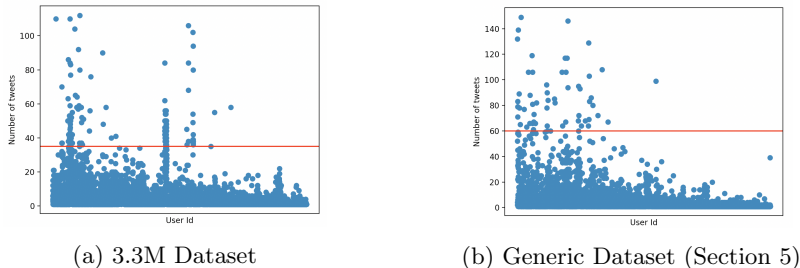 100
80
60
40
20
0
Number of tweets
User Id
(a) 3.3M Dataset
140
120
100
80
60
40
20
0
Number of tweets
User Id
(b) Generic Dataset (Section 5)